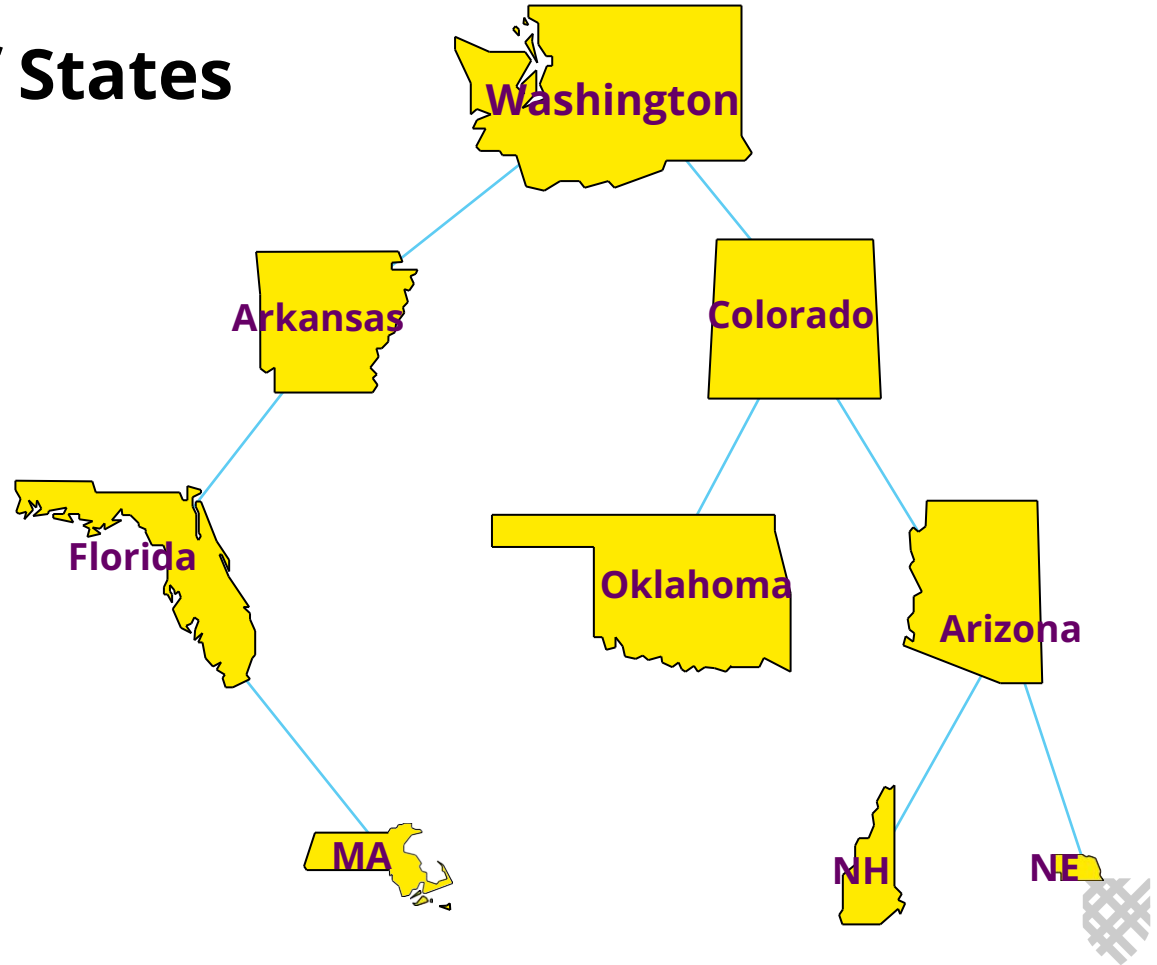 States
Washington
Arkansas
Colorado
Florida
Oklahoma
Arizona
MA
NH
NE